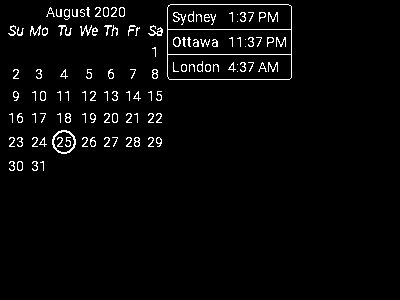 August 2020
Su Mo Tu We Th Fr Sa
1
2 3 4 5 6 7 8
9 10 11 12 13 14 15
16 17 18 19 20 21 22
23 24 25 26 27 28 29
30 31
Sydney 1:37 PM
Ottawa 11:37 PM
London 4:37 AM